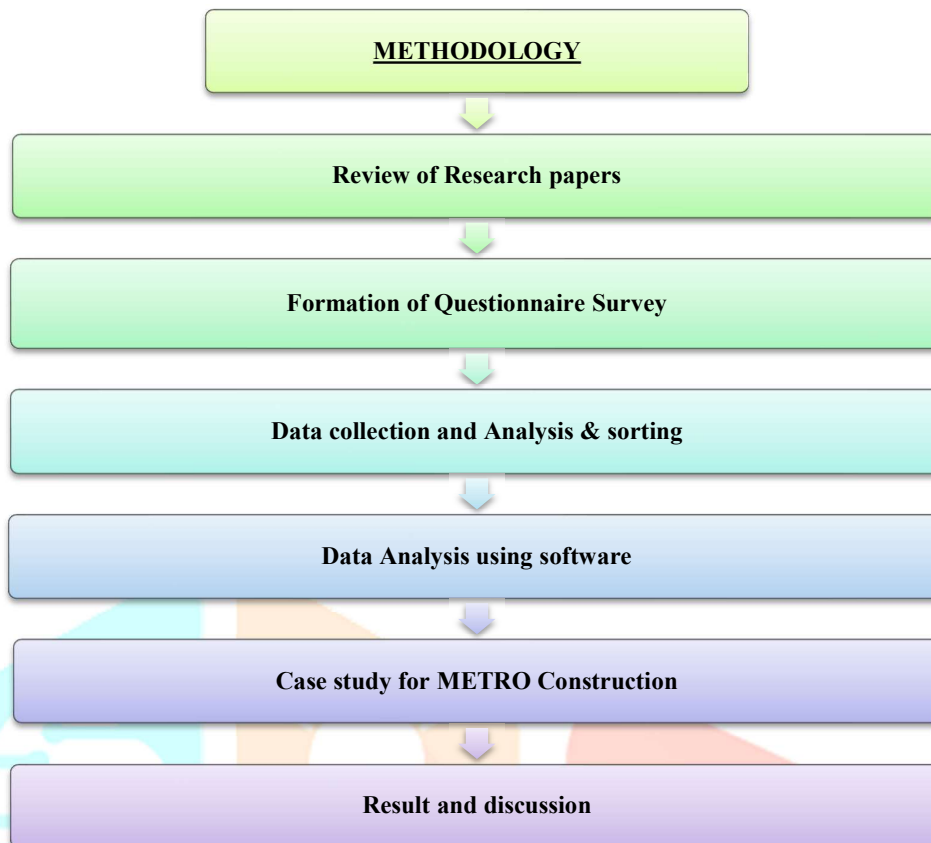 METHODOLOGY
Review of Research papers
Formation of Questionnaire Survey
Data collection and Analysis & sorting
Data Analysis using software
Case study for METRO Construction
Result and discussion